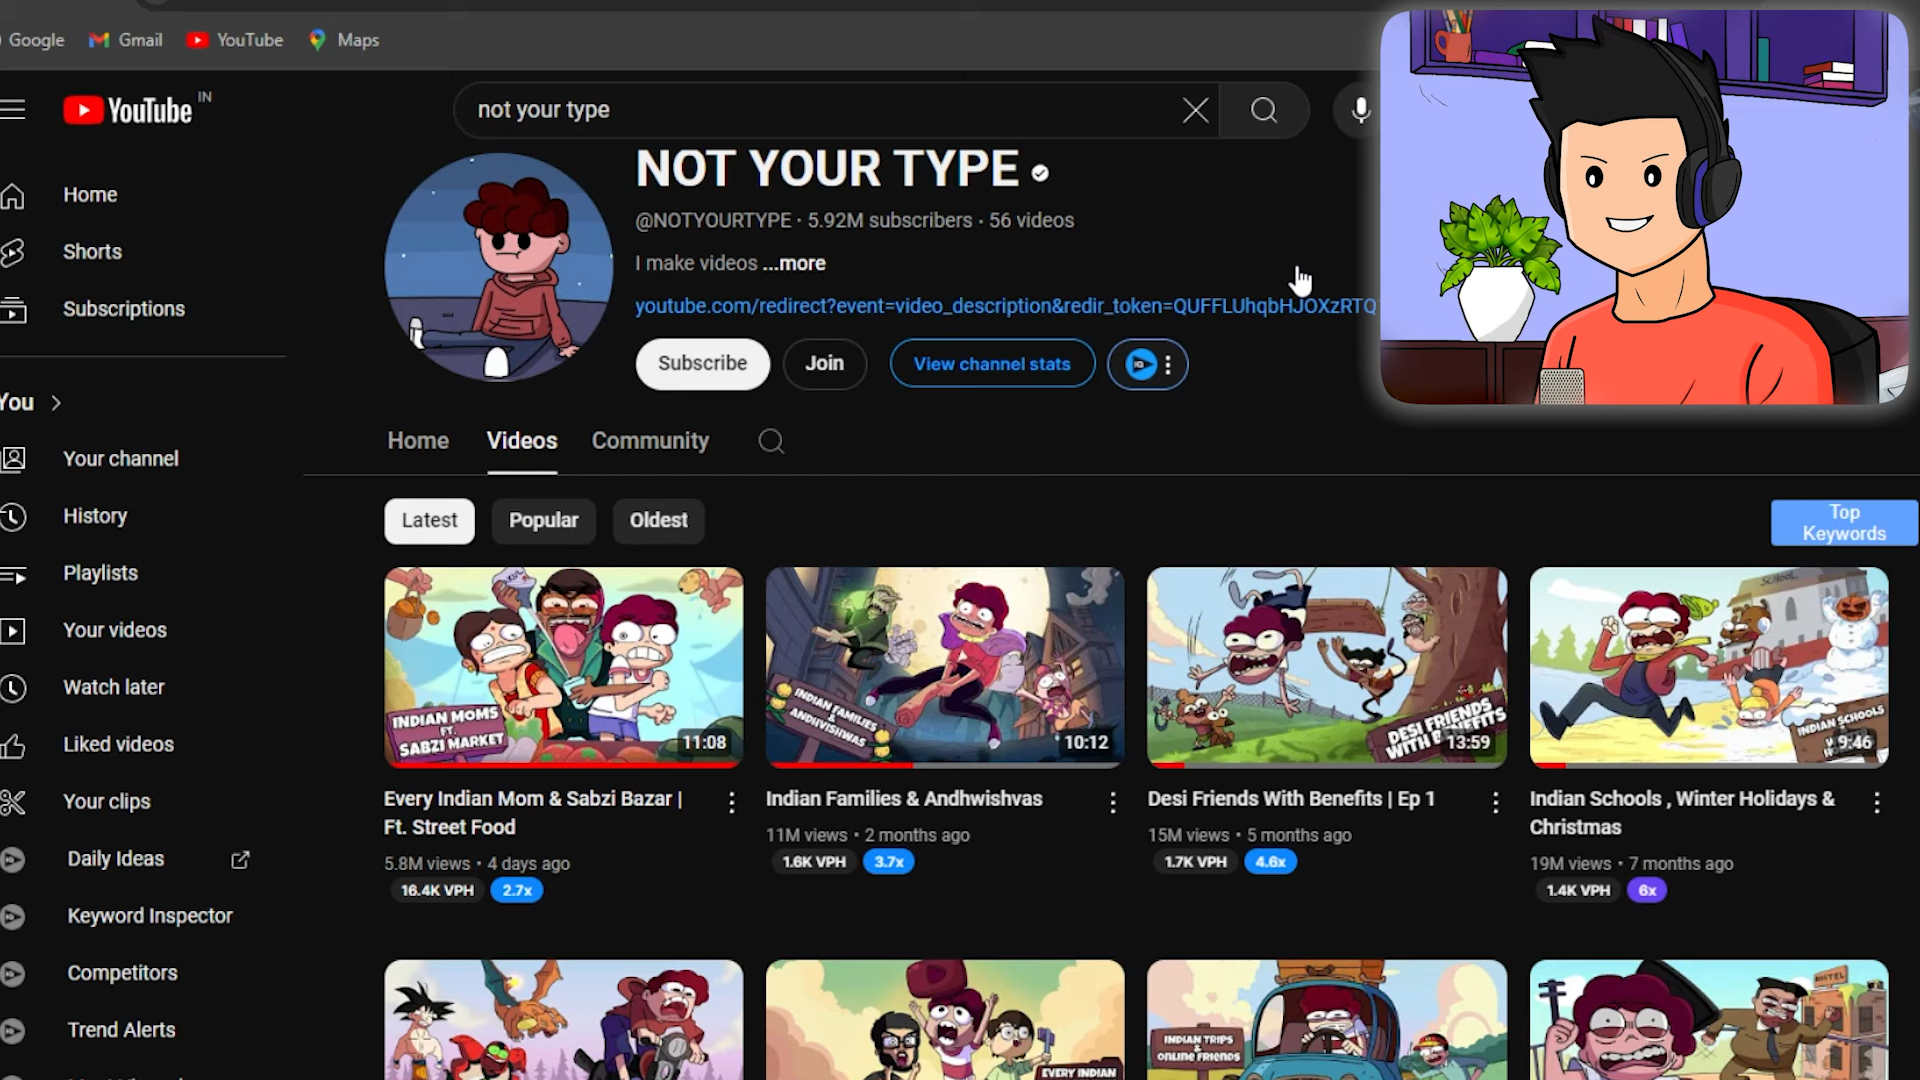 Google
Gmail
YouTube
Maps
YouTube IN
not your type
NOT YOUR TYPE
@NOTYOURTYPE · 5.92M subscribers · 56 videos
I make videos ...more
youtube.com/redirect?event=video_description&redir_token=QUFFLUhqbHJOXzRTQ
Subscribe
Join
View channel stats
Home
Shorts
Subscriptions
You
Your channel
History
Playlists
Your videos
Watch later
Liked videos
Your clips
Daily Ideas
Keyword Inspector
Competitors
Trend Alerts
Home
Videos
Community
Latest
Popular
Oldest
Top
Keywords
INDIAN MOMS
FT.
SABZI MARKET
11:08
Every Indian Mom & Sabzi Bazar |
Ft. Street Food
5.8M views • 4 days ago
16.4K VPH
2.7x
INDIAN FAMILIES
&
ANDHVISHWAS
10:12
Indian Families & Andhwishvas
11M views • 2 months ago
1.6K VPH
3.7x
DESI FRIENDS
WITH BENEFITS
13:59
Desi Friends With Benefits | Ep 1
15M views • 5 months ago
1.7K VPH
4.6x
SCHOOL
INDIAN SCHOOLS
9:46
Indian Schools , Winter Holidays &
Christmas
19M views • 7 months ago
1.4K VPH
6x
EVERY INDIAN
INDIAN TRIPS
&
ONLINE FRIENDS
HOSTEL